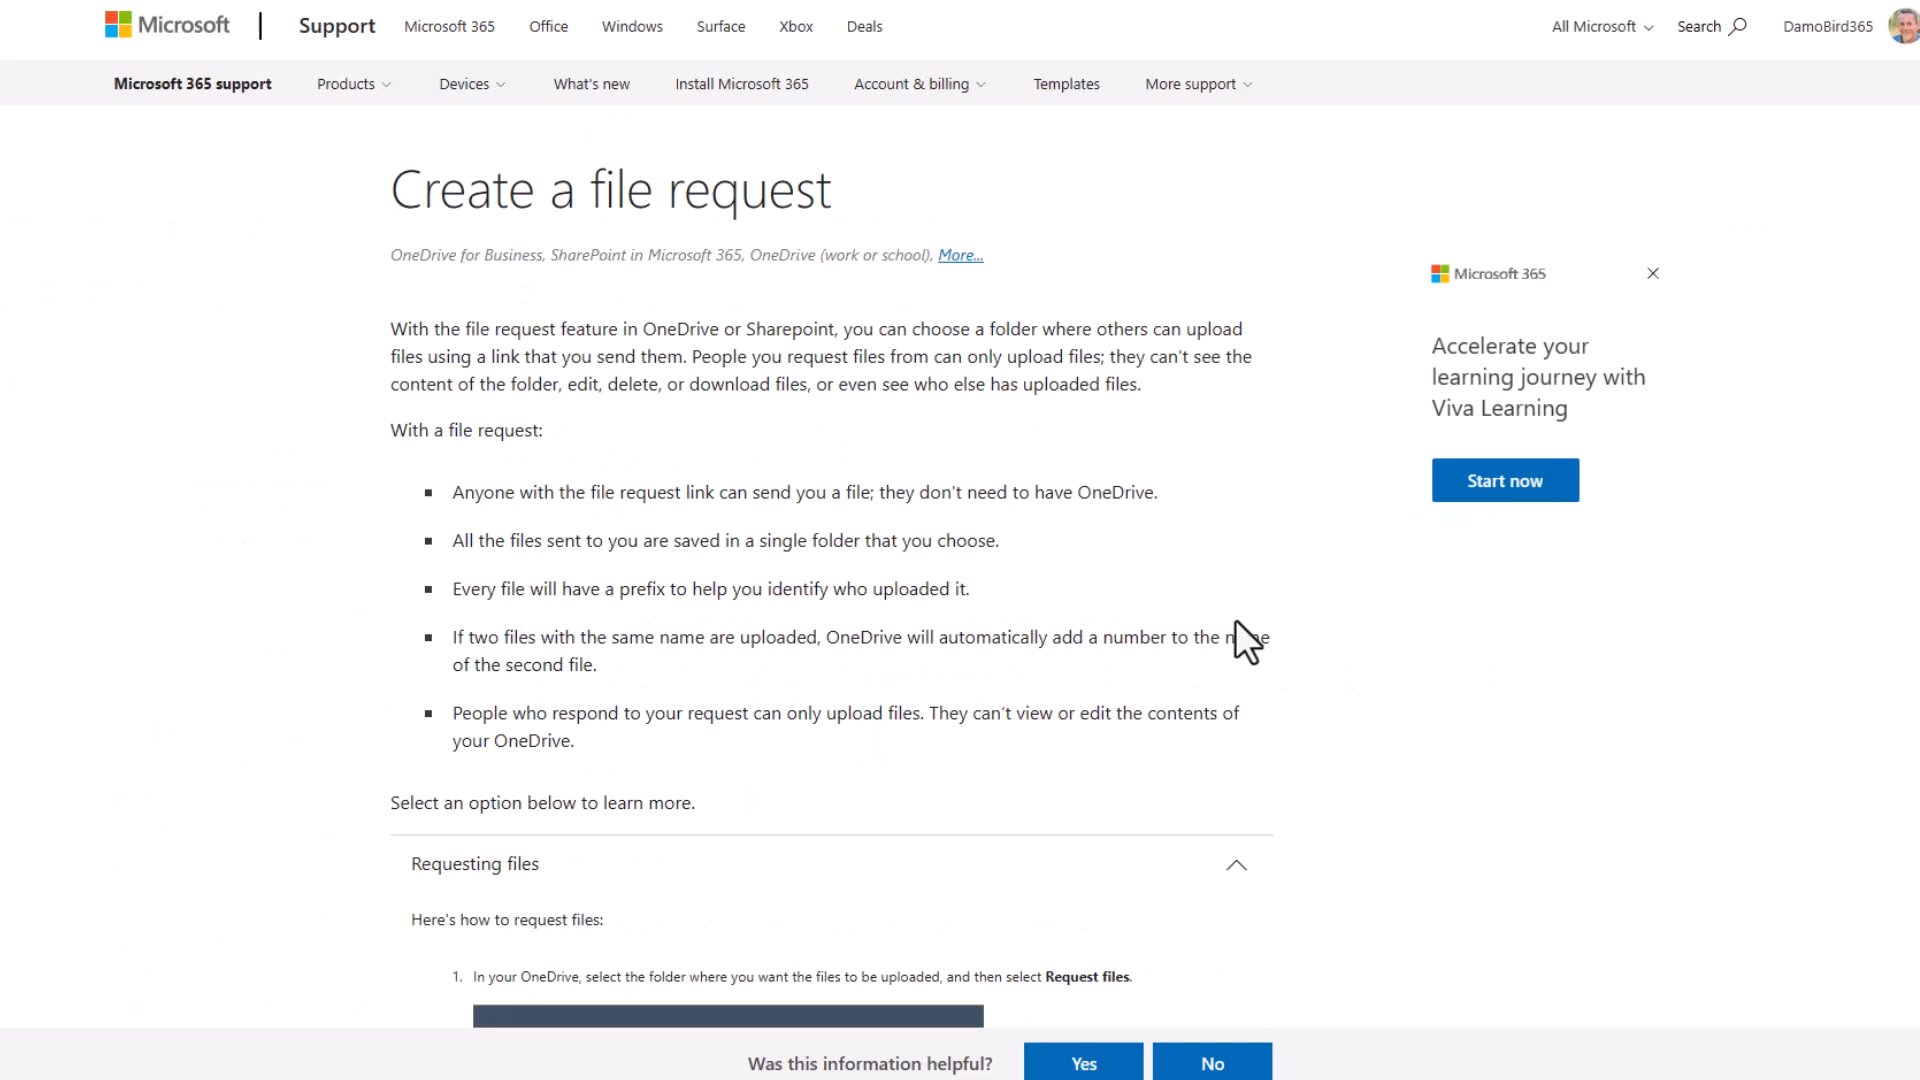 Microsoft Support Microsoft 365 Office Windows Surface Xbox Deals All Microsoft Search DamoBird365
Microsoft 365 support Products Devices What's new Install Microsoft 365 Account & billing Templates More support
Create a file request
OneDrive for Business, SharePoint in Microsoft 365, OneDrive (work or school), More...
With the file request feature in OneDrive or Sharepoint, you can choose a folder where others can upload
files using a link that you send them. People you request files from can only upload files; they can't see the
content of the folder, edit, delete, or download files, or even see who else has uploaded files.
With a file request:
Anyone with the file request link can send you a file; they don't need to have OneDrive.
All the files sent to you are saved in a single folder that you choose.
Every file will have a prefix to help you identify who uploaded it.
If two files with the same name are uploaded, OneDrive will automatically add a number to the
of the second file.
People who respond to your request can only upload files. They can't view or edit the contents of
your OneDrive.
Select an option below to learn more.
Requesting files
Here's how to request files:
1. In your OneDrive, select the folder where you want the files to be uploaded, and then select Request files.
Microsoft 365
Accelerate your
learning journey with
Viva Learning
Start now
Was this information helpful? Yes No